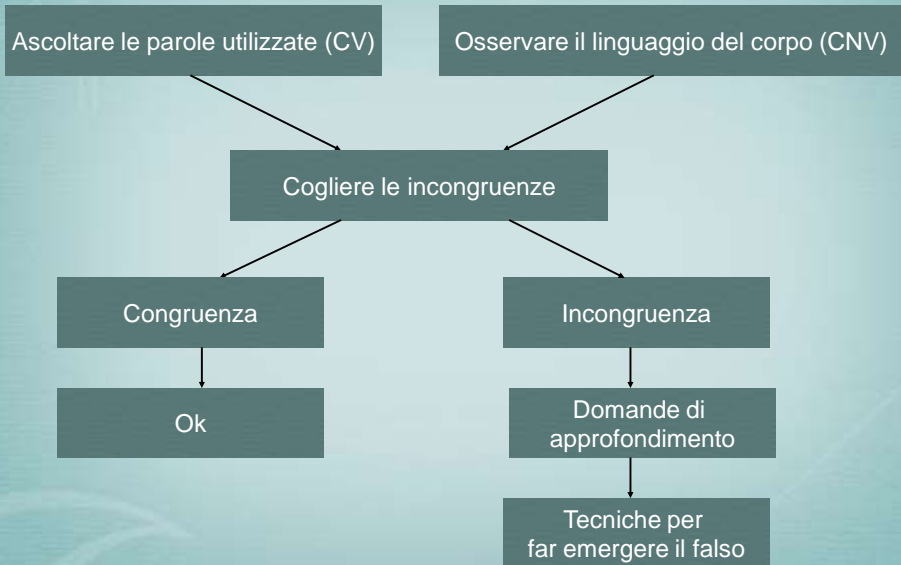 Ascoltare le parole utilizzate (CV)
Osservare il linguaggio del corpo (CNV)
Cogliere le incongruenze
Congruenza
Incongruenza
Ok
Domande di
approfondimento
Tecniche per
far emergere il falso